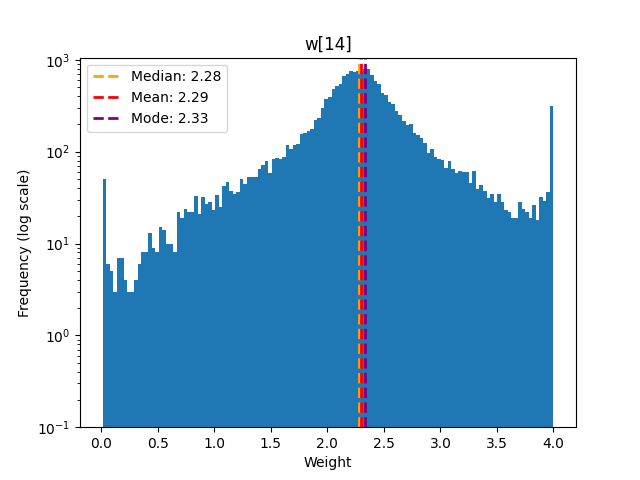 w[14]
Median: 2.28
Mean: 2.29
Mode: 2.33
Frequency (log scale)
10³
10²
10¹
10⁰
10⁻¹
0.0 0.5 1.0 1.5 2.0 2.5 3.0 3.5 4.0
Weight